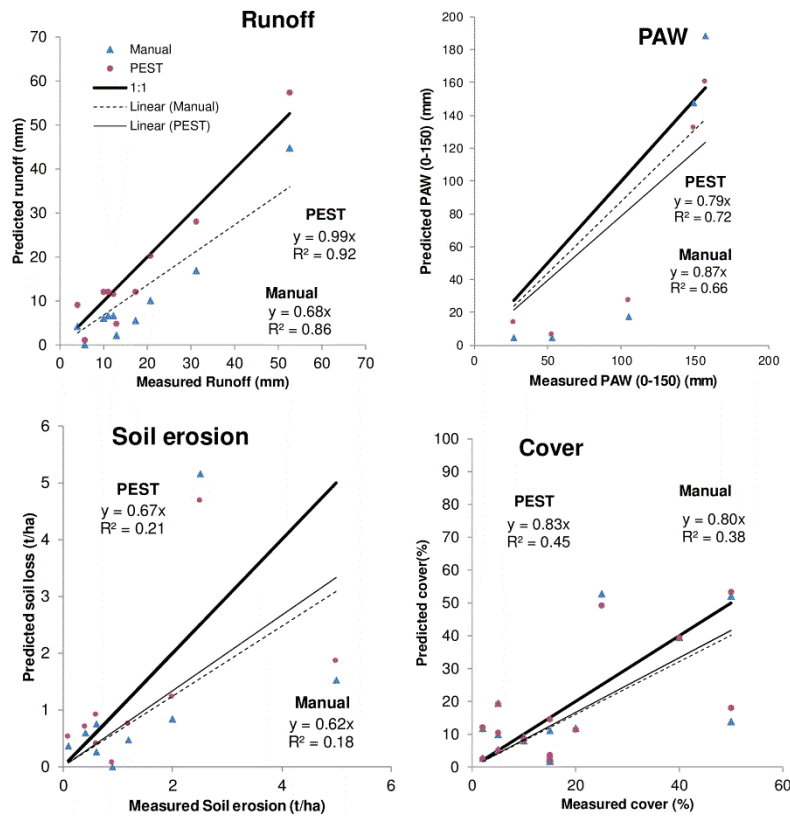 Runoff
70
60
50
40
30
20
10
0
Predicted runoff (mm)
Manual
PEST
1:1
Linear (Manual)
Linear (PEST)
PEST
y = 0.99x
R² = 0.92
Manual
y = 0.68x
R² = 0.86
0 10 20 30 40 50 60 70
Measured Runoff (mm)
PAW
200
180
160
140
120
100
80
60
40
20
0
Predicted PAW (0-150) (mm)
PEST
y = 0.79x
R² = 0.72
Manual
y = 0.87x
R² = 0.66
0 50 100 150 200
Measured PAW (0-150) (mm)
Soil erosion
6
5
4
3
2
1
0
Predicted soil loss (t/ha)
PEST
y = 0.67x
R² = 0.21
Manual
y = 0.62x
R² = 0.18
0 2 4 6
Measured Soil erosion (t/ha)
Cover
100
90
80
70
60
50
40
30
20
10
0
Predicted cover(%)
PEST
y = 0.83x
R² = 0.45
Manual
y = 0.80x
R² = 0.38
0 20 40 60
Measured cover (%)